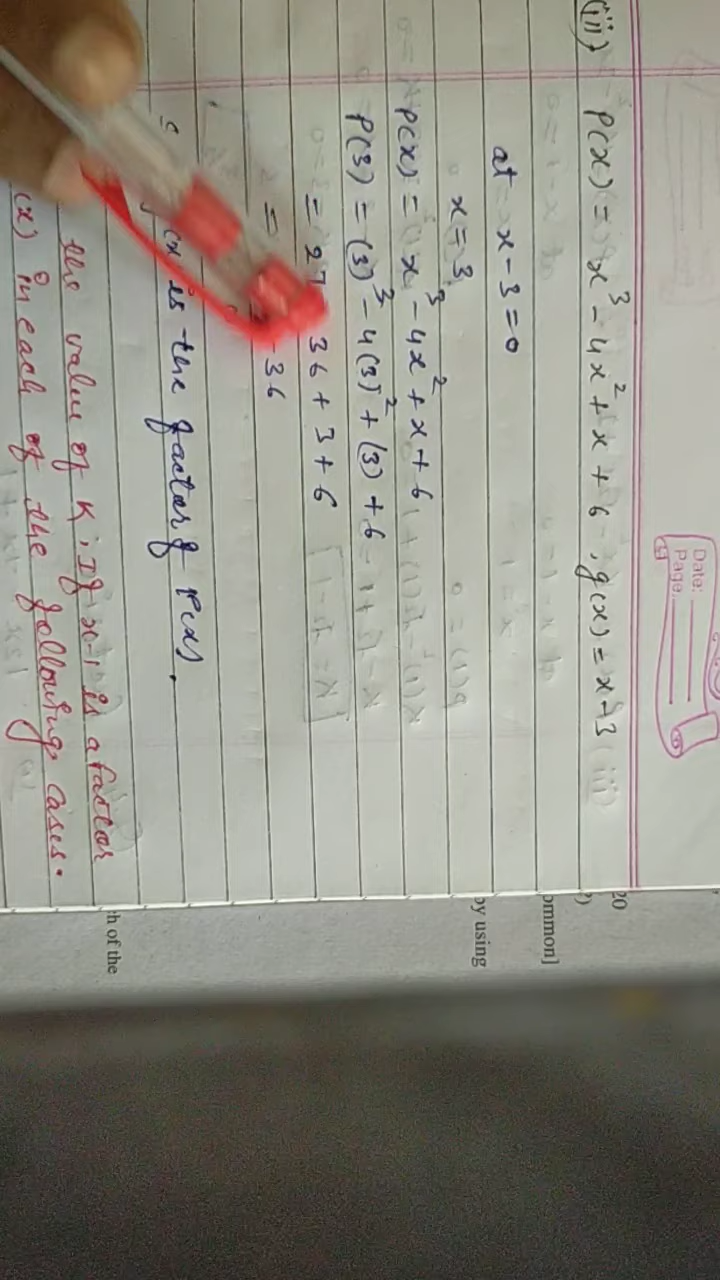 Date:
Page.
(iii) P(x) = x³ - 4x² + x + 6 , g(x) = x - 3
at x - 3 = 0
x = 3
P(x) = x³ - 4x² + x + 6
P(3) = (3)³ - 4(3)² + (3) + 6
= 27 36 + 3 + 6
= 36
is the factor of P(x).
the value of K, If x-1 is a factor
(x) in each of the following cases.
20
ommon]
by using
h of the